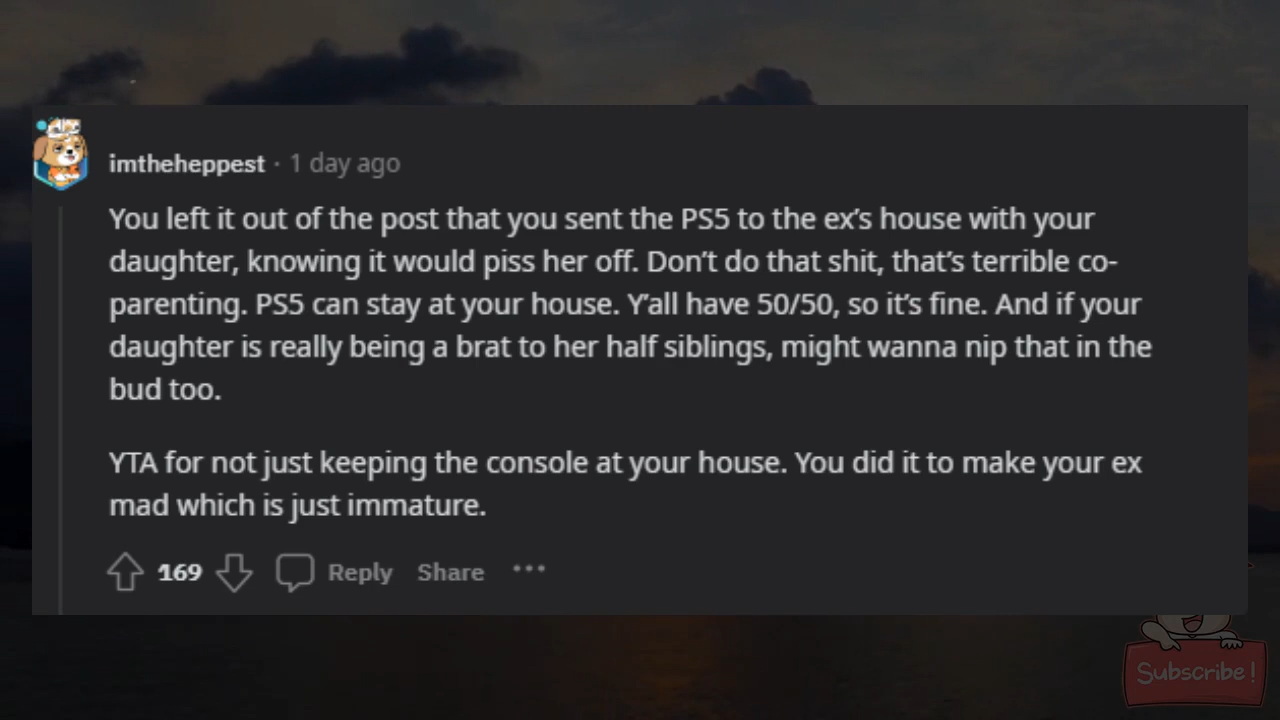 imtheheppest · 1 day ago
You left it out of the post that you sent the PS5 to the ex’s house with your
daughter, knowing it would piss her off. Don’t do that shit, that’s terrible co-
parenting. PS5 can stay at your house. Y’all have 50/50, so it’s fine. And if your
daughter is really being a brat to her half siblings, might wanna nip that in the
bud too.
YTA for not just keeping the console at your house. You did it to make your ex
mad which is just immature.
169 Reply Share •••
Subscribe!